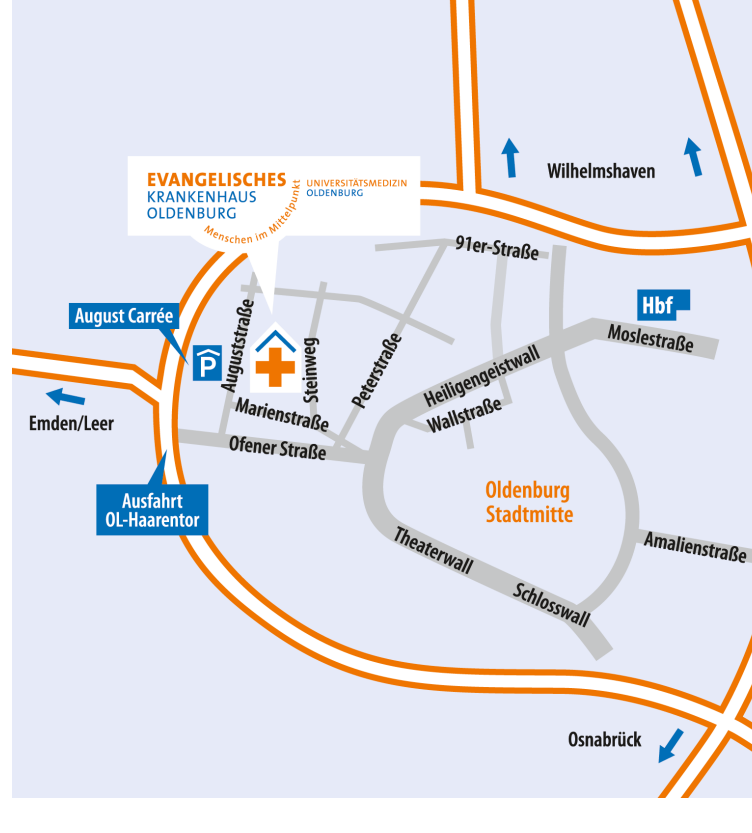 Wilhelmshaven
EVANGELISCHES
KRANKENHAUS
OLDENBURG
Menschen im Mittelpunkt
UNIVERSITÄTSMEDIZIN
OLDENBURG
91er-Straße
Hbf
August Carrée
P
Auguststraße
Steinweg
Peterstraße
Moslestraße
Heiligengeistwall
Wallstraße
Marienstraße
Emden/Leer
Ofener Straße
Ausfahrt
OL-Haarentor
Oldenburg
Stadtmitte
Theaterwall
Amalienstraße
Schlosswall
Osnabrück